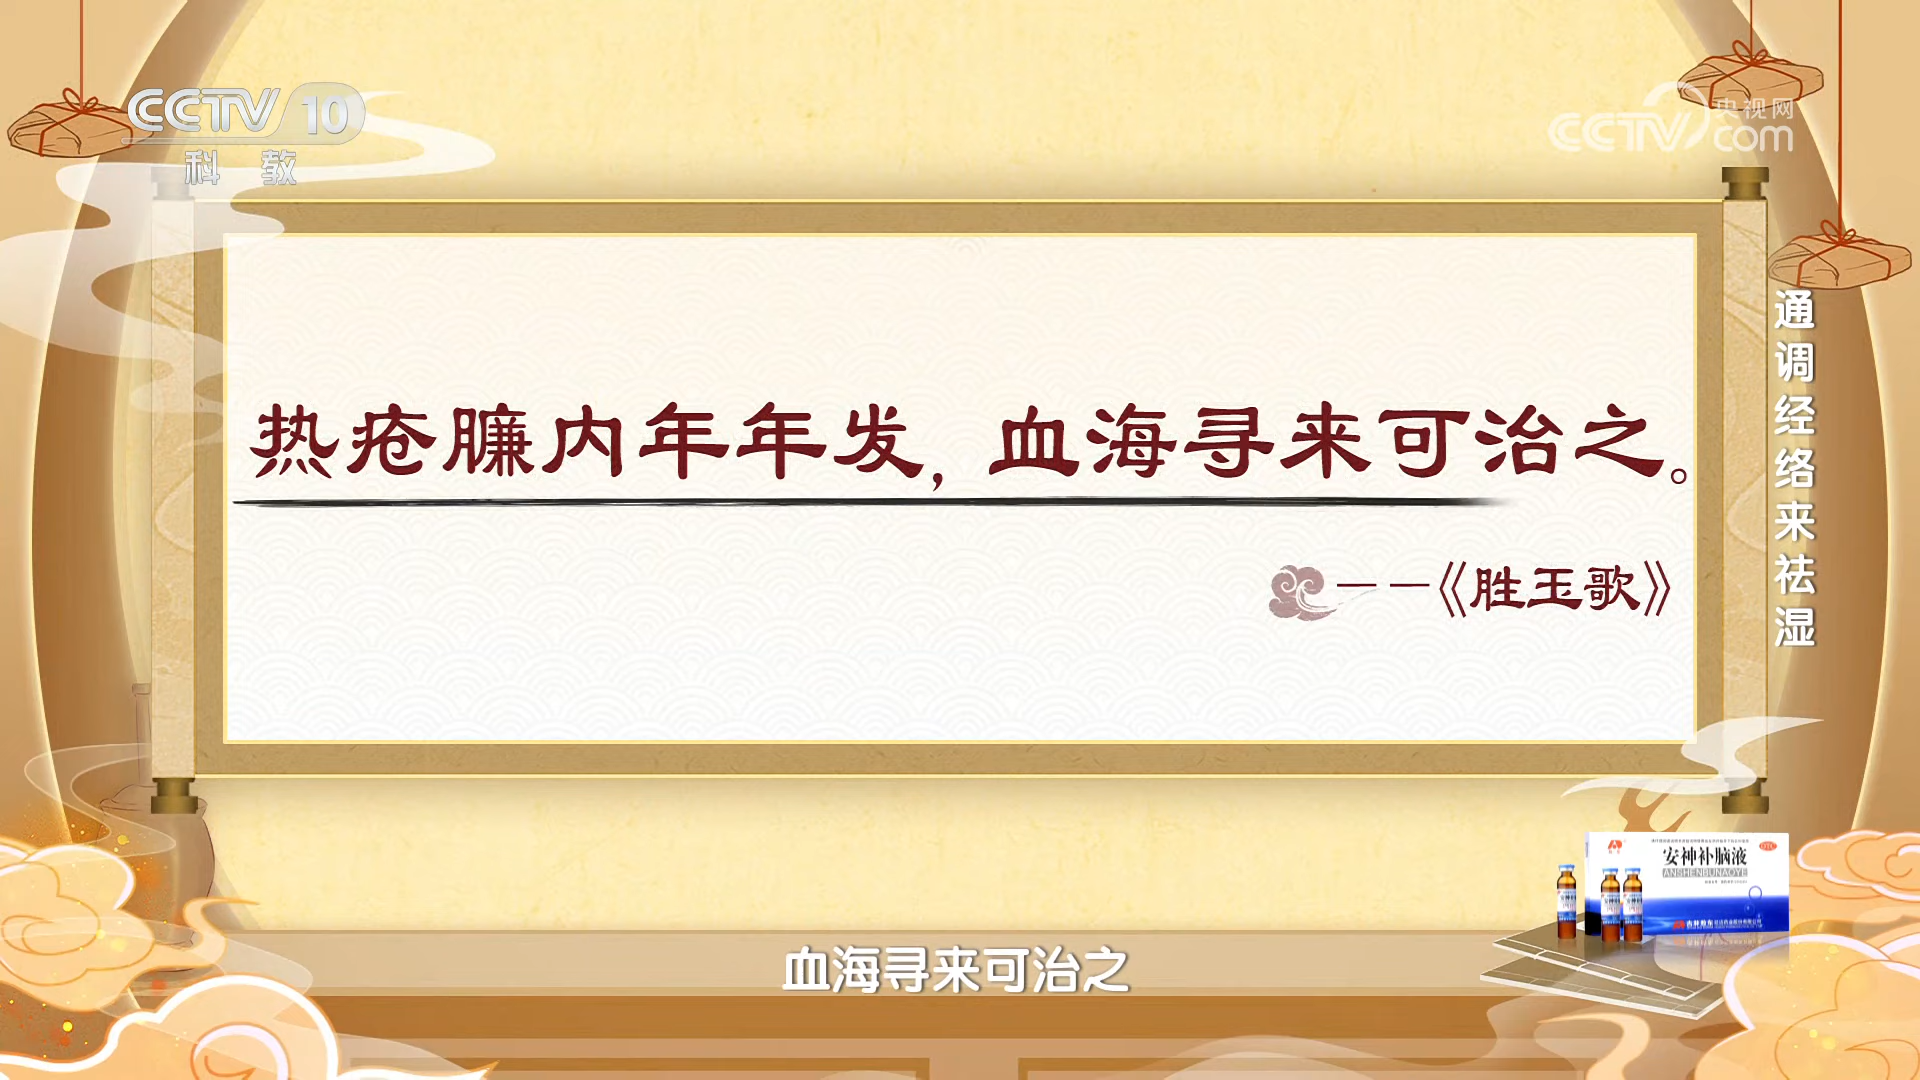 CCTV 10
科 教
央视网
CCTV.com
热疮臁内年年发，血海寻来可治之。
——《胜玉歌》
通调经络来祛湿
安神补脑液
ANSHENBUNAOYE
OTC
血海寻来可治之